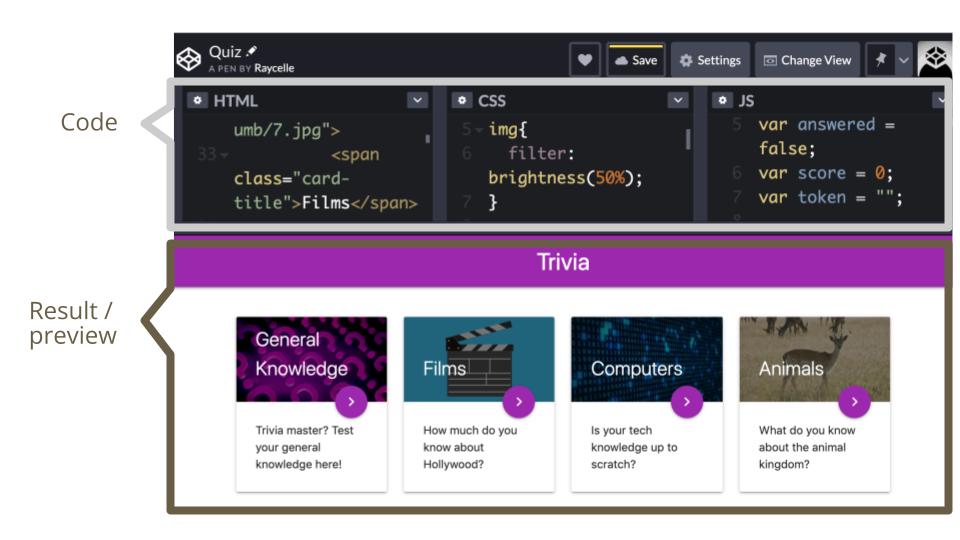 Quiz
A PEN BY Raycelle
Save
Settings
Change View
Code
HTML
umb/7.jpg">
33 <span
class="card-
title">Films</span>
CSS
5 img{
6 filter:
brightness(50%);
7 }
JS
5 var answered =
false;
6 var score = 0;
7 var token = "";
8
Result /
preview
Trivia
General
Knowledge
Trivia master? Test
your general
knowledge here!
Films
How much do you
know about
Hollywood?
Computers
Is your tech
knowledge up to
scratch?
Animals
What do you know
about the animal
kingdom?